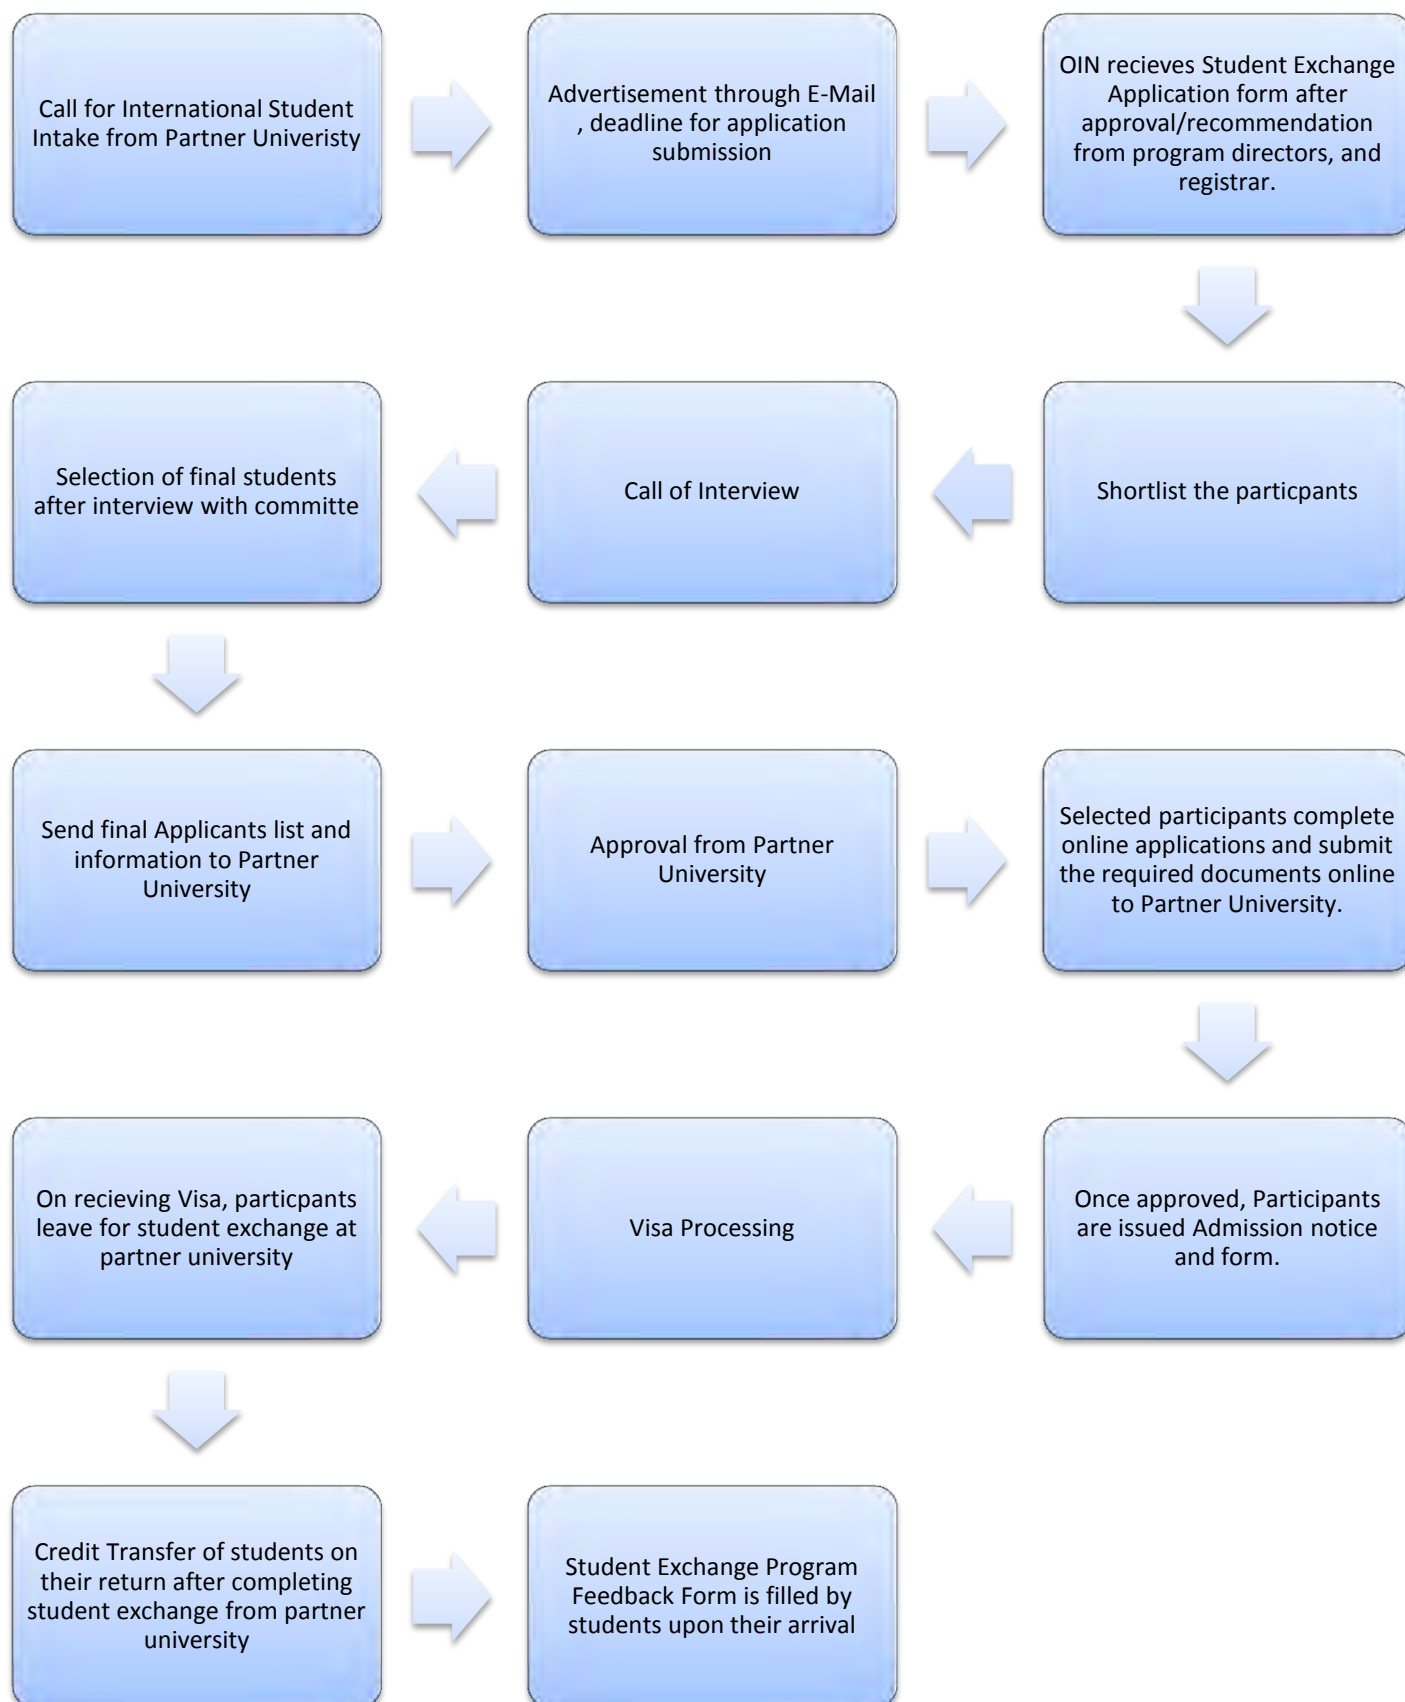 Call for International Student
Intake from Partner Univeristy
Advertisement through E-Mail
, deadline for application
submission
OIN recieves Student Exchange
Application form after
approval/recommendation
from program directors, and
registrar.
Shortlist the particpants
Call of Interview
Selection of final students
after interview with committe
Send final Applicants list and
information to Partner
University
Approval from Partner
University
Selected participants complete
online applications and submit
the required documents online
to Partner University.
Once approved, Participants
are issued Admission notice
and form.
Visa Processing
On recieving Visa, particpants
leave for student exchange at
partner university
Credit Transfer of students on
their return after completing
student exchange from partner
university
Student Exchange Program
Feedback Form is filled by
students upon their arrival